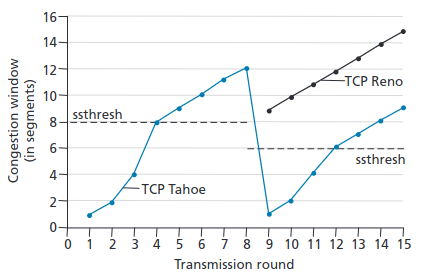 Congestion window
(in segments)
16
14
12
10
8
6
4
2
0
ssthresh
TCP Tahoe
TCP Reno
ssthresh
0 1 2 3 4 5 6 7 8 9 10 11 12 13 14 15
Transmission round